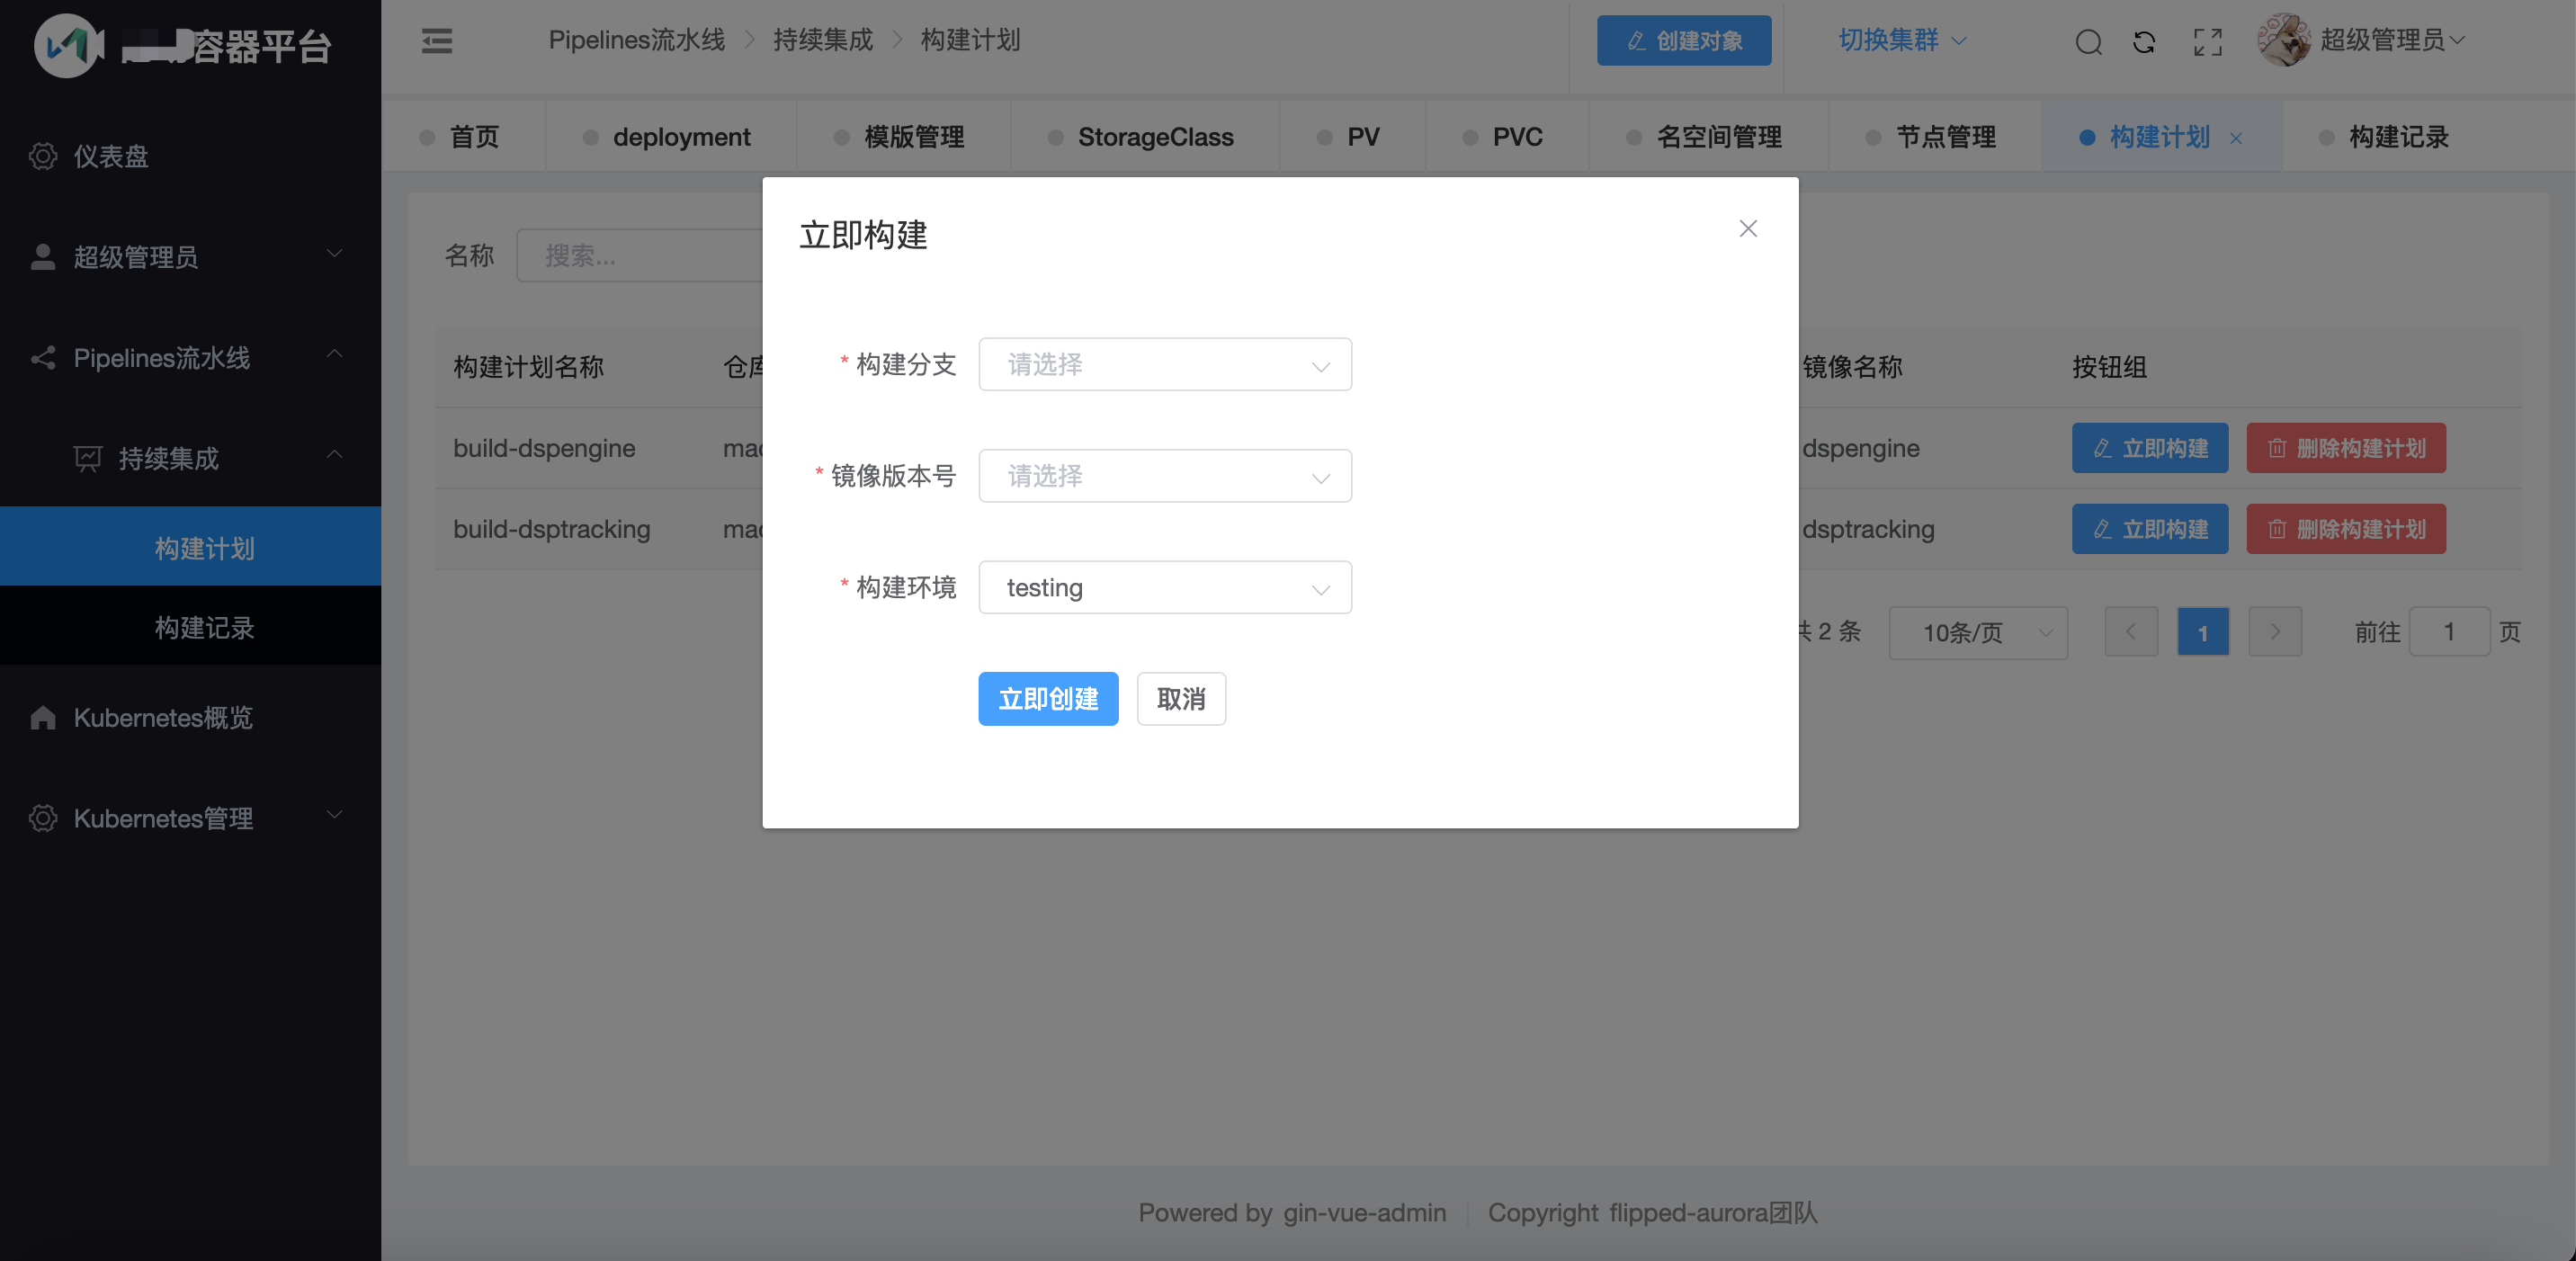 容器平台
Pipelines流水线 持续集成 构建计划
创建对象
切换集群
超级管理员
首页 deployment 模版管理 StorageClass PV PVC 名空间管理 节点管理 构建计划 构建记录
仪表盘
超级管理员
Pipelines流水线
持续集成
构建计划
构建记录
Kubernetes概览
Kubernetes管理
名称 搜索...
构建计划名称 镜像名称 按钮组
build-dspengine dspengine 立即构建 删除构建计划
build-dsptracking dsptracking 立即构建 删除构建计划
2 条 10条/页 1 前往 1 页
立即构建
* 构建分支 请选择
* 镜像版本号 请选择
* 构建环境 testing
立即创建 取消
Powered by gin-vue-admin Copyright flipped-aurora团队